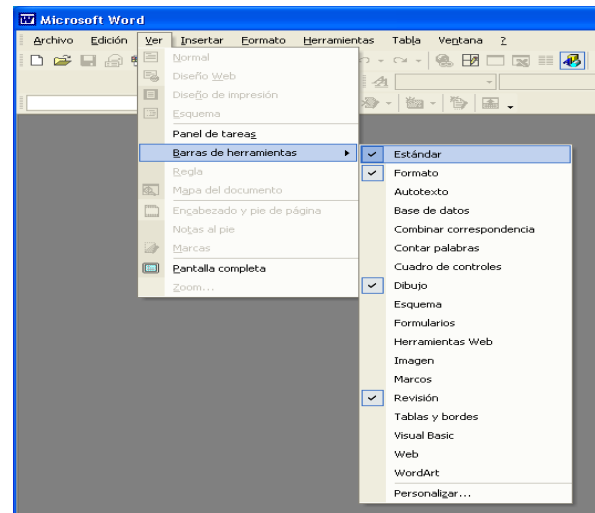 Microsoft Word
Archivo Edición Ver Insertar Formato Herramientas Tabla Ventana ?
Normal
Diseño Web
Diseño de impresión
Esquema
Panel de tareas
Barras de herramientas
Regla
Mapa del documento
Encabezado y pie de página
Notas al pie
Marcas
Pantalla completa
Zoom...
Estándar
Formato
Autotexto
Base de datos
Combinar correspondencia
Contar palabras
Cuadro de controles
Dibujo
Esquema
Formularios
Herramientas Web
Imagen
Marcos
Revisión
Tablas y bordes
Visual Basic
Web
WordArt
Personalizar...